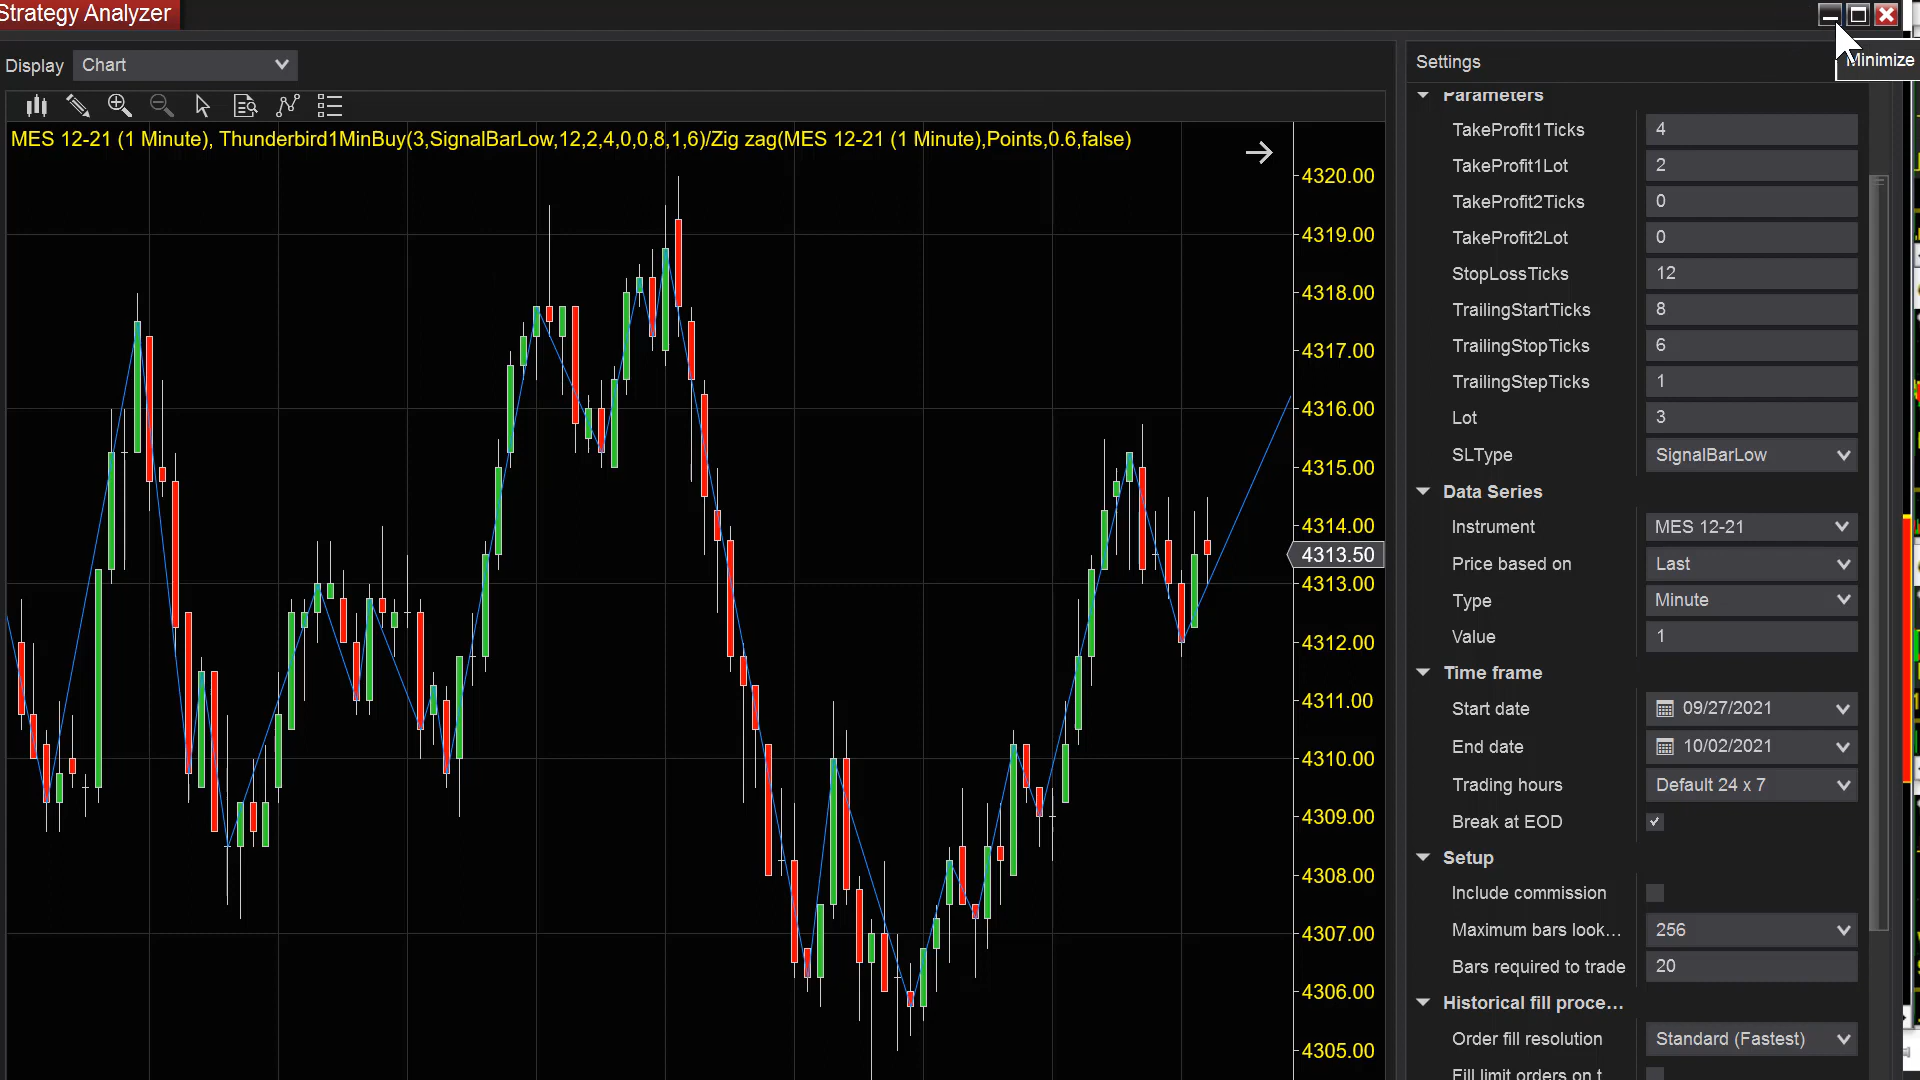 Strategy Analyzer
Minimize
Display Chart
Settings
MES 12-21 (1 Minute), Thunderbird1MinBuy(3,SignalBarLow,12,2,4,0,0,8,1,6)/Zig zag(MES 12-21 (1 Minute),Points,0.6,false)
4320.00
4319.00
4318.00
4317.00
4316.00
4315.00
4314.00
4313.50
4313.00
4312.00
4311.00
4310.00
4309.00
4308.00
4307.00
4306.00
4305.00
Parameters
TakeProfit1Ticks 4
TakeProfit1Lot 2
TakeProfit2Ticks 0
TakeProfit2Lot 0
StopLossTicks 12
TrailingStartTicks 8
TrailingStopTicks 6
TrailingStepTicks 1
Lot 3
SLType SignalBarLow
Data Series
Instrument MES 12-21
Price based on Last
Type Minute
Value 1
Time frame
Start date 09/27/2021
End date 10/02/2021
Trading hours Default 24 x 7
Break at EOD
Setup
Include commission
Maximum bars look... 256
Bars required to trade 20
Historical fill proce...
Order fill resolution Standard (Fastest)
Fill limit orders on t